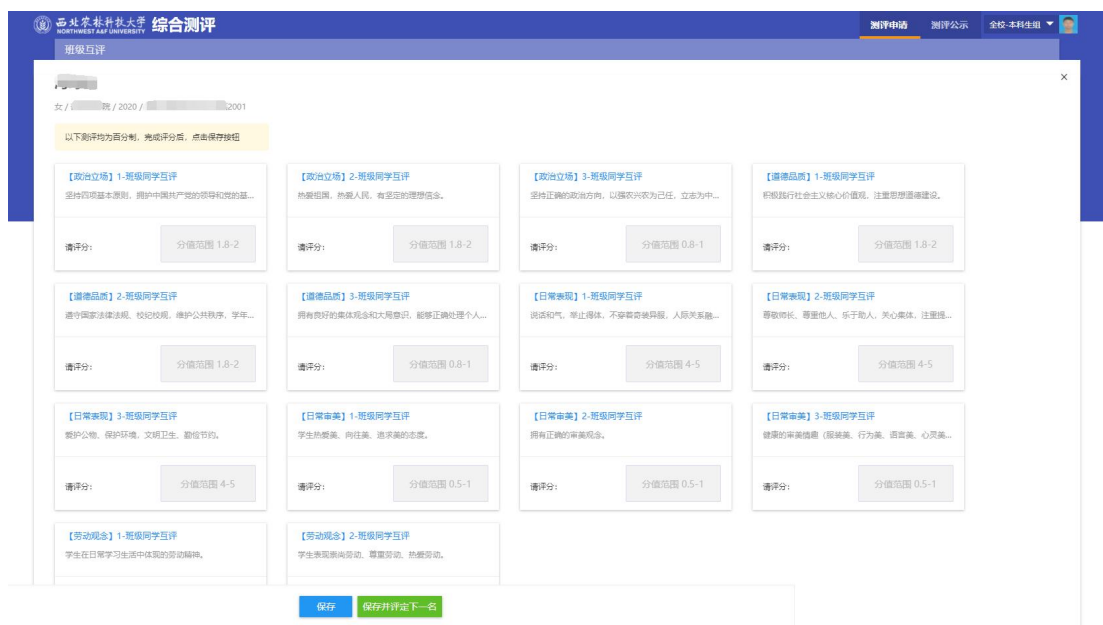 西北农林科技大学 综合测评
NORTHWEST A&F UNIVERSITY
测评申请 测评公示 全校-本科生组
班级互评
女 / 院 / 2020 / 2001
以下测评均为百分制，完成评分后，点击保存按钮
【政治立场】1-班级同学互评 【政治立场】2-班级同学互评 【政治立场】3-班级同学互评 【道德品质】1-班级同学互评
坚持四项基本原则、拥护中国共产党的领导和党的基... 热爱祖国、热爱人民、有坚定的理想信念。 坚持正确的政治方向，以强农兴农为己任，立志为中... 积极践行社会主义核心价值观，注重思想道德建设。
请评分： 分值范围 1.8-2 请评分： 分值范围 1.8-2 请评分： 分值范围 0.8-1 请评分： 分值范围 1.8-2
【道德品质】2-班级同学互评 【道德品质】3-班级同学互评 【日常表现】1-班级同学互评 【日常表现】2-班级同学互评
遵守国家法律法规、校纪校规，维护公共秩序，学年... 拥有良好的集体观念和大局意识，能够正确处理个人... 说话和气、举止得体、不穿着奇装异服，人际关系融... 尊敬师长、尊重他人、乐于助人、关心集体、注重提...
请评分： 分值范围 1.8-2 请评分： 分值范围 0.8-1 请评分： 分值范围 4-5 请评分： 分值范围 4-5
【日常表现】3-班级同学互评 【日常审美】1-班级同学互评 【日常审美】2-班级同学互评 【日常审美】3-班级同学互评
爱护公物、保护环境、文明卫生、勤俭节约。 学生热爱美、向往美、追求美的态度。 拥有正确的审美观念。 健康的审美情趣（服装美、行为美、语言美、心灵美...
请评分： 分值范围 4-5 请评分： 分值范围 0.5-1 请评分： 分值范围 0.5-1 请评分： 分值范围 0.5-1
【劳动观念】1-班级同学互评 【劳动观念】2-班级同学互评
学生在日常学习生活中体现的劳动精神。 学生表现崇尚劳动、尊重劳动、热爱劳动。
保存 保存并评定下一名